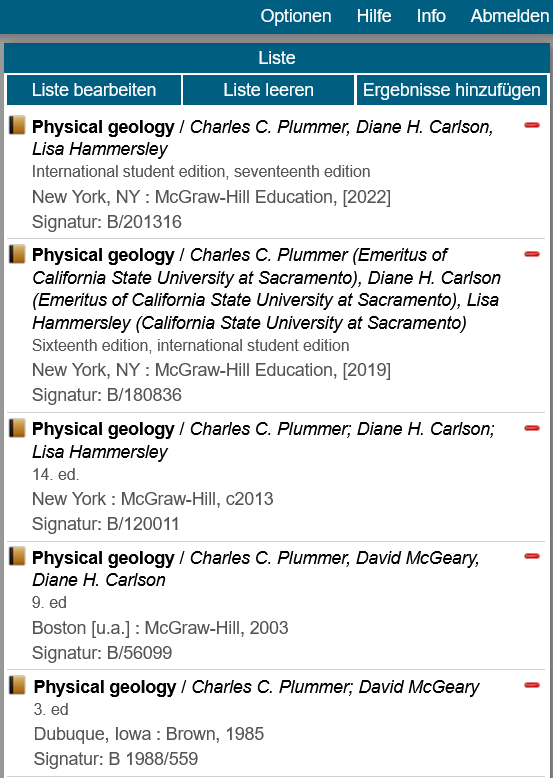 Optionen Hilfe Info Abmelden
Liste
Liste bearbeiten Liste leeren Ergebnisse hinzufügen
Physical geology / Charles C. Plummer, Diane H. Carlson,
Lisa Hammersley
International student edition, seventeenth edition
New York, NY : McGraw-Hill Education, [2022]
Signatur: B/201316
Physical geology / Charles C. Plummer (Emeritus of
California State University at Sacramento), Diane H. Carlson
(Emeritus of California State University at Sacramento), Lisa
Hammersley (California State University at Sacramento)
Sixteenth edition, international student edition
New York, NY : McGraw-Hill Education, [2019]
Signatur: B/180836
Physical geology / Charles C. Plummer; Diane H. Carlson;
Lisa Hammersley
14. ed.
New York : McGraw-Hill, c2013
Signatur: B/120011
Physical geology / Charles C. Plummer, David McGeary,
Diane H. Carlson
9. ed
Boston [u.a.] : McGraw-Hill, 2003
Signatur: B/56099
Physical geology / Charles C. Plummer; David McGeary
3. ed
Dubuque, Iowa : Brown, 1985
Signatur: B 1988/559